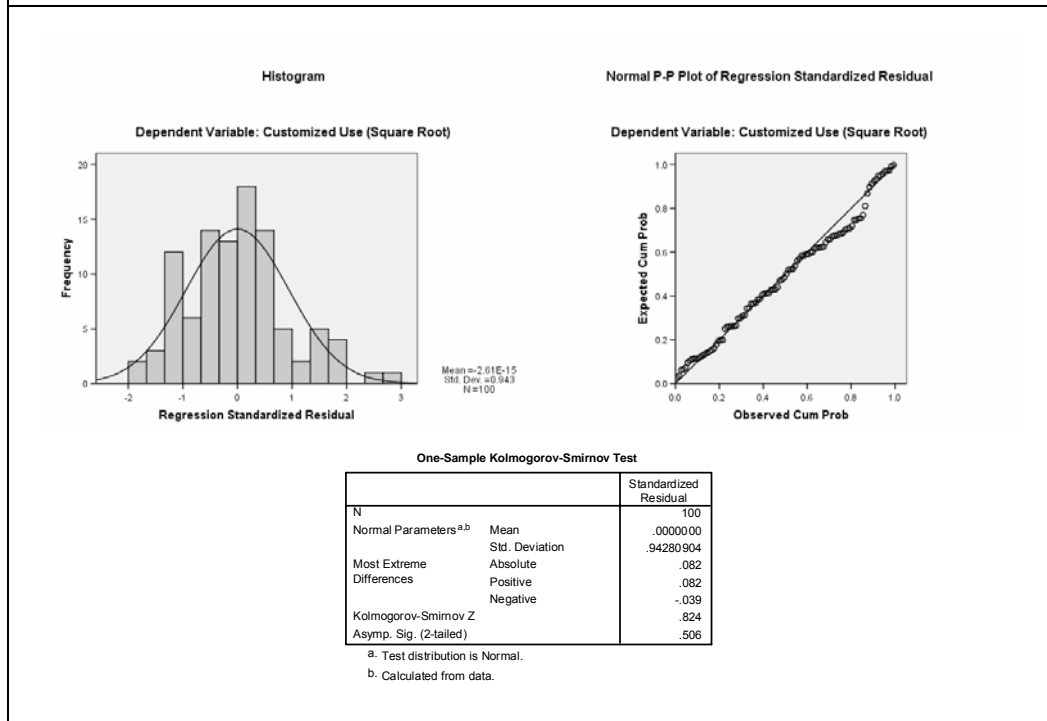 Histogram
Dependent Variable: Customized Use (Square Root)
Frequency
20
15
10
5
0
-2 -1 0 1 2 3
Regression Standardized Residual
Mean =-2.61E-15
Std. Dev. =0.943
N =100
Normal P-P Plot of Regression Standardized Residual
Dependent Variable: Customized Use (Square Root)
Expected Cum Prob
1.0
0.8
0.6
0.4
0.2
0.0
0.0 0.2 0.4 0.6 0.8 1.0
Observed Cum Prob
One-Sample Kolmogorov-Smirnov Test
Standardized
Residual
N 100
Normal Parameters a,b Mean .0000000
Std. Deviation .94280904
Most Extreme Absolute .082
Differences Positive .082
Negative -.039
Kolmogorov-Smirnov Z .824
Asymp. Sig. (2-tailed) .506
a. Test distribution is Normal.
b. Calculated from data.